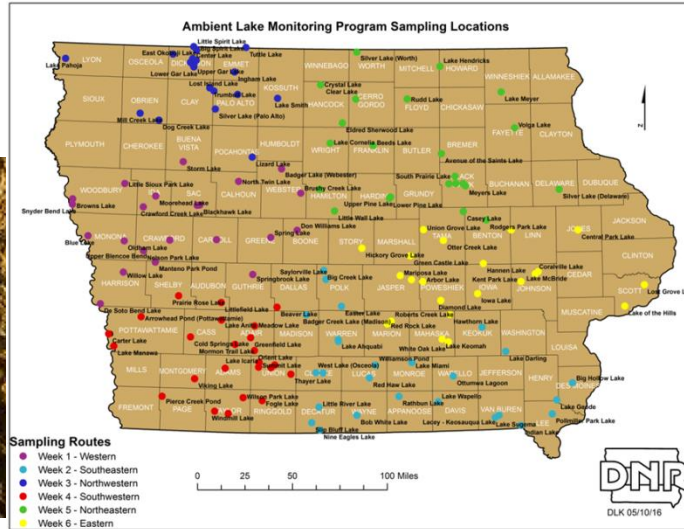 Ambient Lake Monitoring Program Sampling Locations
Little Spirit Lake
Big Spirit Lake
East Okoboji Lake
Center Lake
Tuttle Lake
Silver Lake (Worth)
Lake Pahoja
LYON
OSCEOLA
EMMET
WINNEBAGO
WORTH
MITCHELL
HOWARD
Lake Hendricks
WINNESHIEK
ALLAMAKEE
Lower Gar Lake
Upper Gar Lake
Ingham Lake
Lost Island Lake
KOSSUTH
Crystal Lake
Clear Lake
SIOUX
OBRIEN
CLAY
PALO ALTO
Lake Smith
HANCOCK
CERRO
GORDO
Rudd Lake
FLOYD
CHICKASAW
Lake Meyer
Silver Lake (Palo Alto)
Mill Creek Lake
Dog Creek Lake
Eldred Sherwood Lake
Volga Lake
FAYETTE
CLAYTON
PLYMOUTH
CHEROKEE
BUENA
VISTA
POCAHONTAS
HUMBOLDT
WRIGHT
Lake Cornelia
Beeds Lake
FRANKLIN
BUTLER
BREMER
Lizard Lake
Avenue of the Saints Lake
Storm Lake
Badger Lake (Webster)
South Prairie Lake
BLACK
BUCHANAN
DELAWARE
DUBUQUE
WOODBURY
Little Sioux Park Lake
SAC
CALHOUN
North Twin Lake
WEBSTER
Brushy Creek Lake
HAMILTON
HARDIN
GRUNDY
Meyers Lake
Silver Lake (Delaware)
Browns Lake
Moorehead Lake
Upper Pine Lake
Lower Pine Lake
Snyder Bend Lake
Crawford Creek Lake
Blackhawk Lake
Little Wall Lake
Casey Lake
JACKSON
Don Williams Lake
Union Grove Lake
Rodgers Park Lake
Blue Lake
MONONA
CRAWFORD
CARROLL
GREENE
Spring Lake
BOONE
STORY
MARSHALL
TAMA
BENTON
LINN
JONES
Central Park Lake
Oldham Lake
Otter Creek Lake
CLINTON
Nelson Park Lake
Hickory Grove Lake
Green Castle Lake
Hannen Lake
Coralville Lake
CEDAR
Manteno Park Pond
Saylorville Lake
Mariposa Lake
Kent Park Lake
Lake McBride
HARRISON
Willow Lake
SHELBY
AUDUBON
GUTHRIE
Springbrook Lake
DALLAS
POLK
Big Creek Lake
JASPER
Arbor Lake
POWESHIEK
IOWA
JOHNSON
SCOTT
Lost Grove Lake
Prairie Rose Lake
Iowa Lake
De Soto Bend Lake
Littlefield Lake
Beaver Lake
Easter Lake
Diamond Lake
MUSCATINE
Lake of the Hills
Arrowhead Pond (Pottawattamie)
Roberts Creek Lake
POTTAWATTAMIE
CASS
Lake Anita
Meadow Lake
ADAIR
MADISON
Badger Creek Lake (Madison)
WARREN
Red Rock Lake
MARION
MAHASKA
Hawthorn Lake
KEOKUK
WASHINGTON
LOUISA
Carter Lake
Cold Springs Lake
Greenfield Lake
Lake Ahquabi
White Oak Lake
Lake Keomah
Lake Manawa
Mormon Trail Lake
Lake Darling
Orient Lake
Williamson Pond
MILLS
MONTGOMERY
ADAMS
Lake Icaria
UNION
Summit Lake
West Lake (Osceola)
LUCAS
Lake Miami
MONROE
WAPELLO
JEFFERSON
HENRY
Big Hollow Lake
Thayer Lake
Red Haw Lake
Ottumwa Lagoon
DES MOINES
Viking Lake
Pierce Creek Pond
Wilson Park Lake
Fogle Lake
Little River Lake
Rathbun Lake
Lake Wapello
Lake Geode
FREMONT
PAGE
TAYLOR
RINGGOLD
DECATUR
WAYNE
APPANOOSE
DAVIS
VAN BUREN
LEE
Windmill Lake
Bob White Lake
Lacey - Keosauqua Lake
Lake Sugema
Pollmiller Park Lake
Slip Bluff Lake
Indian Lake
Nine Eagles Lake
Sampling Routes
Week 1 - Western
Week 2 - Southeastern
Week 3 - Northwestern
Week 4 - Southwestern
Week 5 - Northeastern
Week 6 - Eastern
0 25 50 100 Miles
DNR
DLK 05/10/16